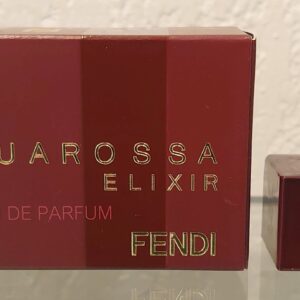 UAROSSA
ELIXIR
DE PARFUM
FENDI